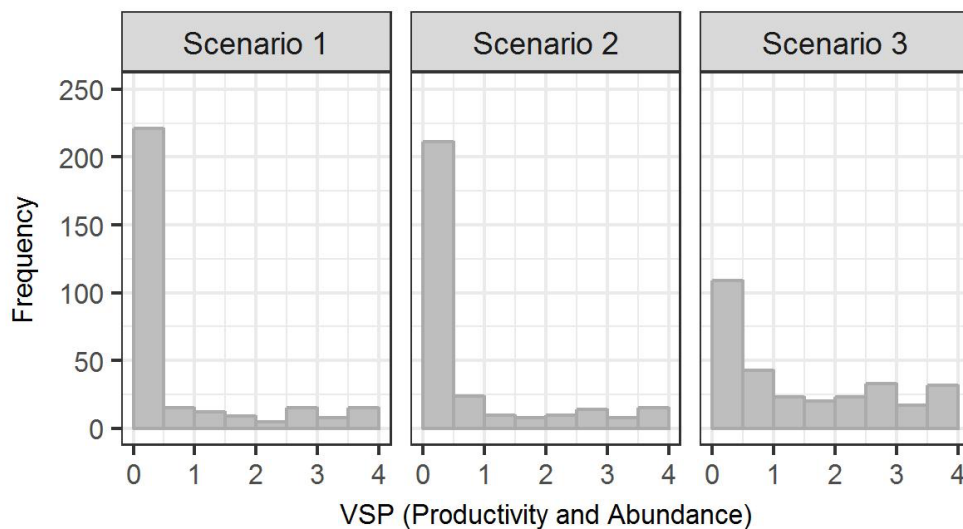 Scenario 1 Scenario 2 Scenario 3
250
200
150
100
50
0
Frequency
0 1 2 3 4 0 1 2 3 4 0 1 2 3 4
VSP (Productivity and Abundance)